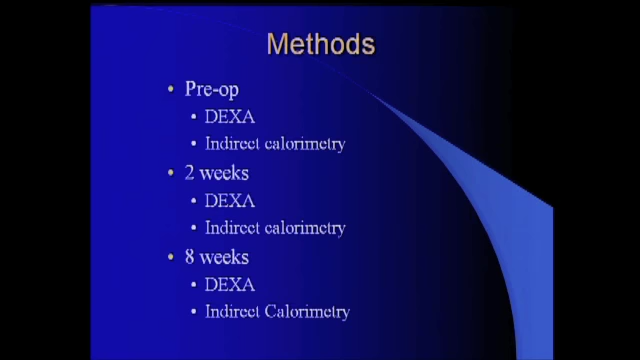 Methods
• Pre-op
• DEXA
• Indirect calorimetry
• 2 weeks
• DEXA
• Indirect calorimetry
• 8 weeks
• DEXA
• Indirect Calorimetry